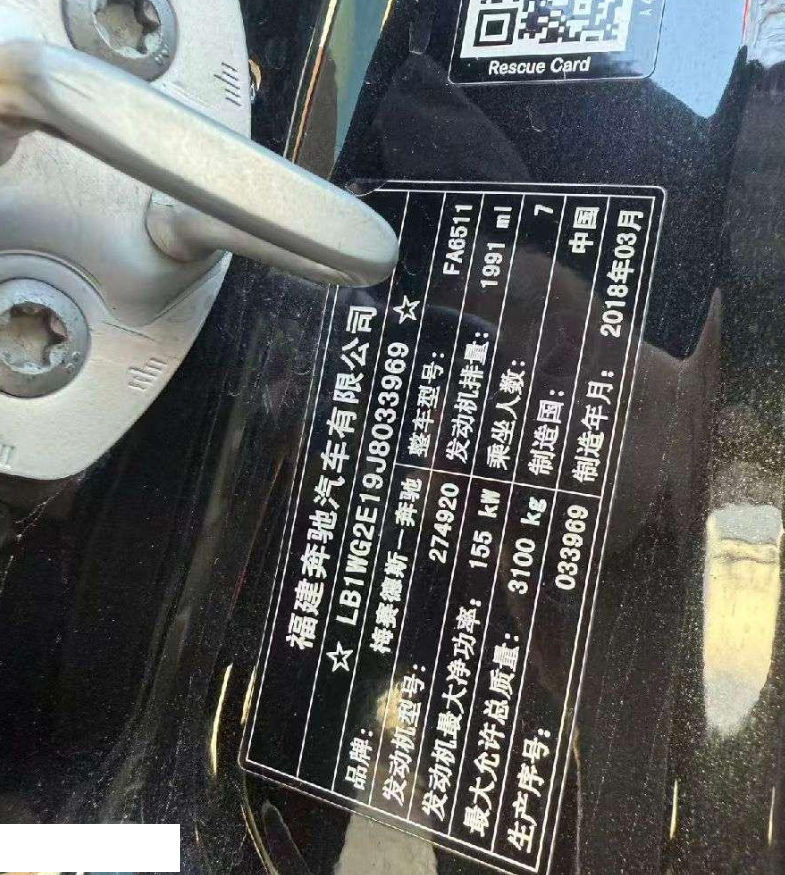 Rescue Card
福建奔驰汽车有限公司
☆ LB1WG2E19J8033969 ☆
品牌: 梅赛德斯－奔驰 整车型号: FA6511
发动机型号: 274920 发动机排量: 1991 ml
发动机最大净功率: 155 kW 乘坐人数: 7
最大允许总质量: 3100 kg 制造国: 中国
生产序号: 033969 制造年月: 2018年03月